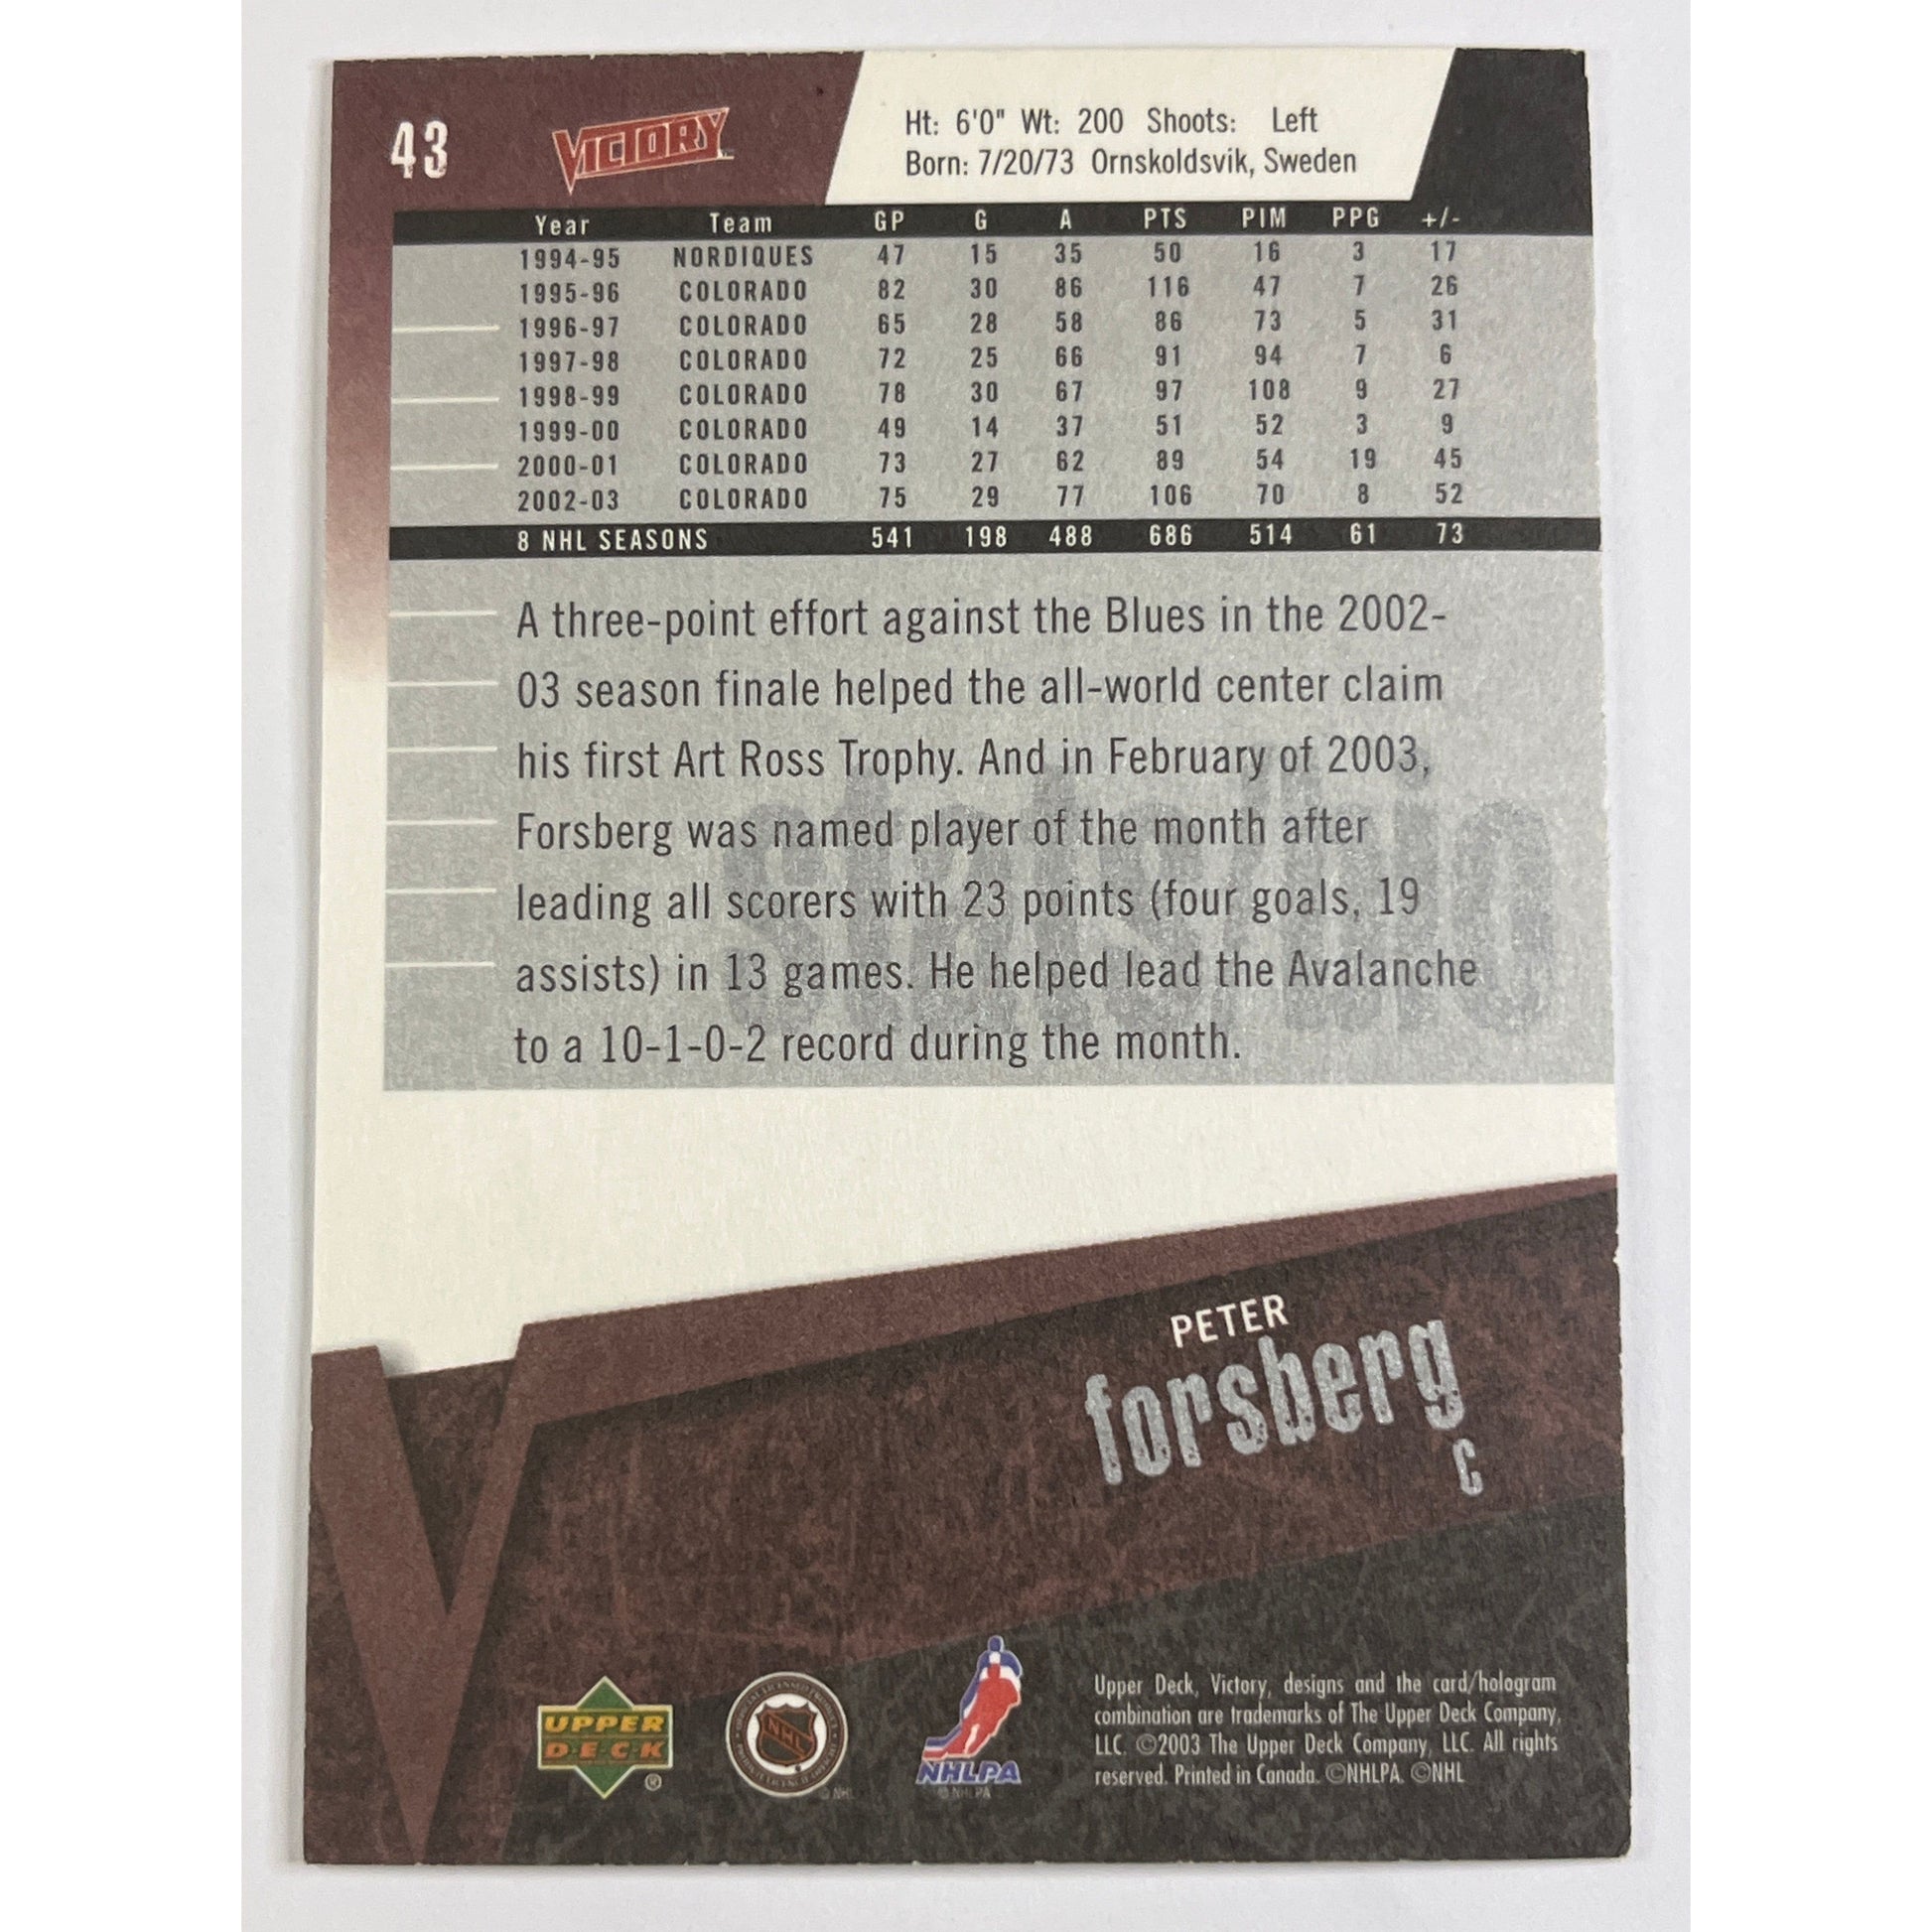 43 VICTORY™ Ht: 6'0" Wt: 200 Shoots: Left
Born: 7/20/73 Ornskoldsvik, Sweden
Year Team GP G A PTS PIM PPG +/-
1994-95 NORDIQUES 47 15 35 50 16 3 17
1995-96 COLORADO 82 30 86 116 47 7 26
1996-97 COLORADO 65 28 58 86 73 5 31
1997-98 COLORADO 72 25 66 91 94 7 6
1998-99 COLORADO 78 30 67 97 108 9 27
1999-00 COLORADO 49 14 37 51 52 3 9
2000-01 COLORADO 73 27 62 89 54 19 45
2002-03 COLORADO 75 29 77 106 70 8 52
8 NHL SEASONS 541 198 488 686 514 61 73
stats/bio
A three-point effort against the Blues in the 2002-
03 season finale helped the all-world center claim
his first Art Ross Trophy. And in February of 2003,
Forsberg was named player of the month after
leading all scorers with 23 points (four goals, 19
assists) in 13 games. He helped lead the Avalanche
to a 10-1-0-2 record during the month.
PETER
forsberg
C
UPPER
DECK
®
NHL
© NHL
NHLPA
© NHLPA
Upper Deck, Victory, designs and the card/hologram
combination are trademarks of The Upper Deck Company,
LLC. ©2003 The Upper Deck Company, LLC. All rights
reserved. Printed in Canada. ©NHLPA. ©NHL